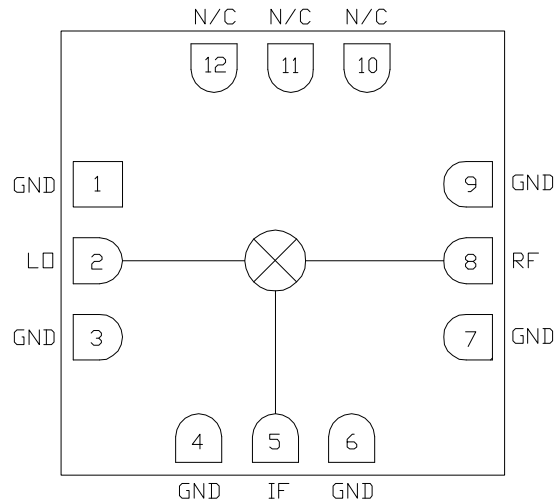 N/C N/C N/C
12 11 10
GND 1 9 GND
LO 2 8 RF
GND 3 7 GND
4 5 6
GND IF GND